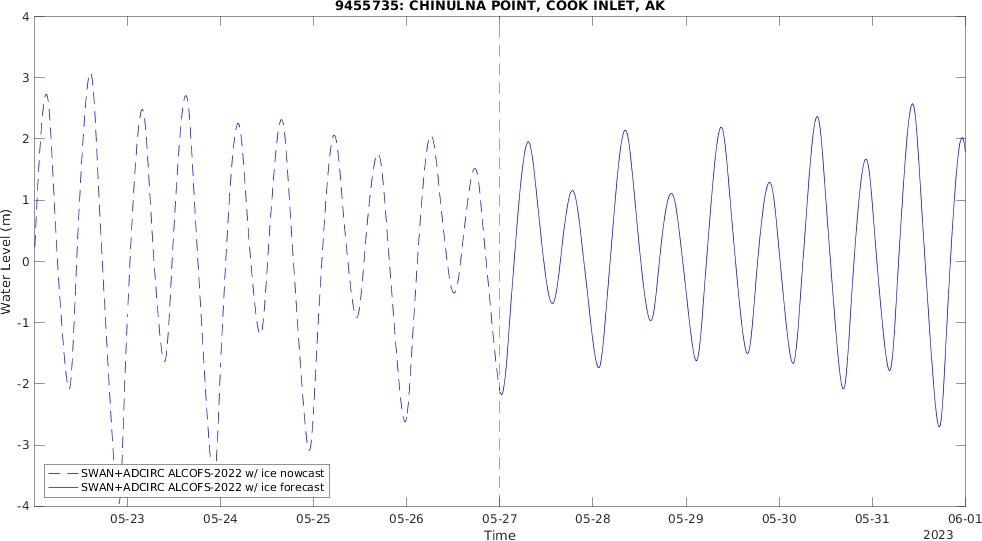 9455735: CHINULNA POINT, COOK INLET, AK
4
3
2
1
0
-1
-2
-3
-4
Water Level (m)
SWAN+ADCIRC ALCOFS-2022 w/ ice nowcast
SWAN+ADCIRC ALCOFS-2022 w/ ice forecast
05-23 05-24 05-25 05-26 05-27 05-28 05-29 05-30 05-31 06-01
Time
2023